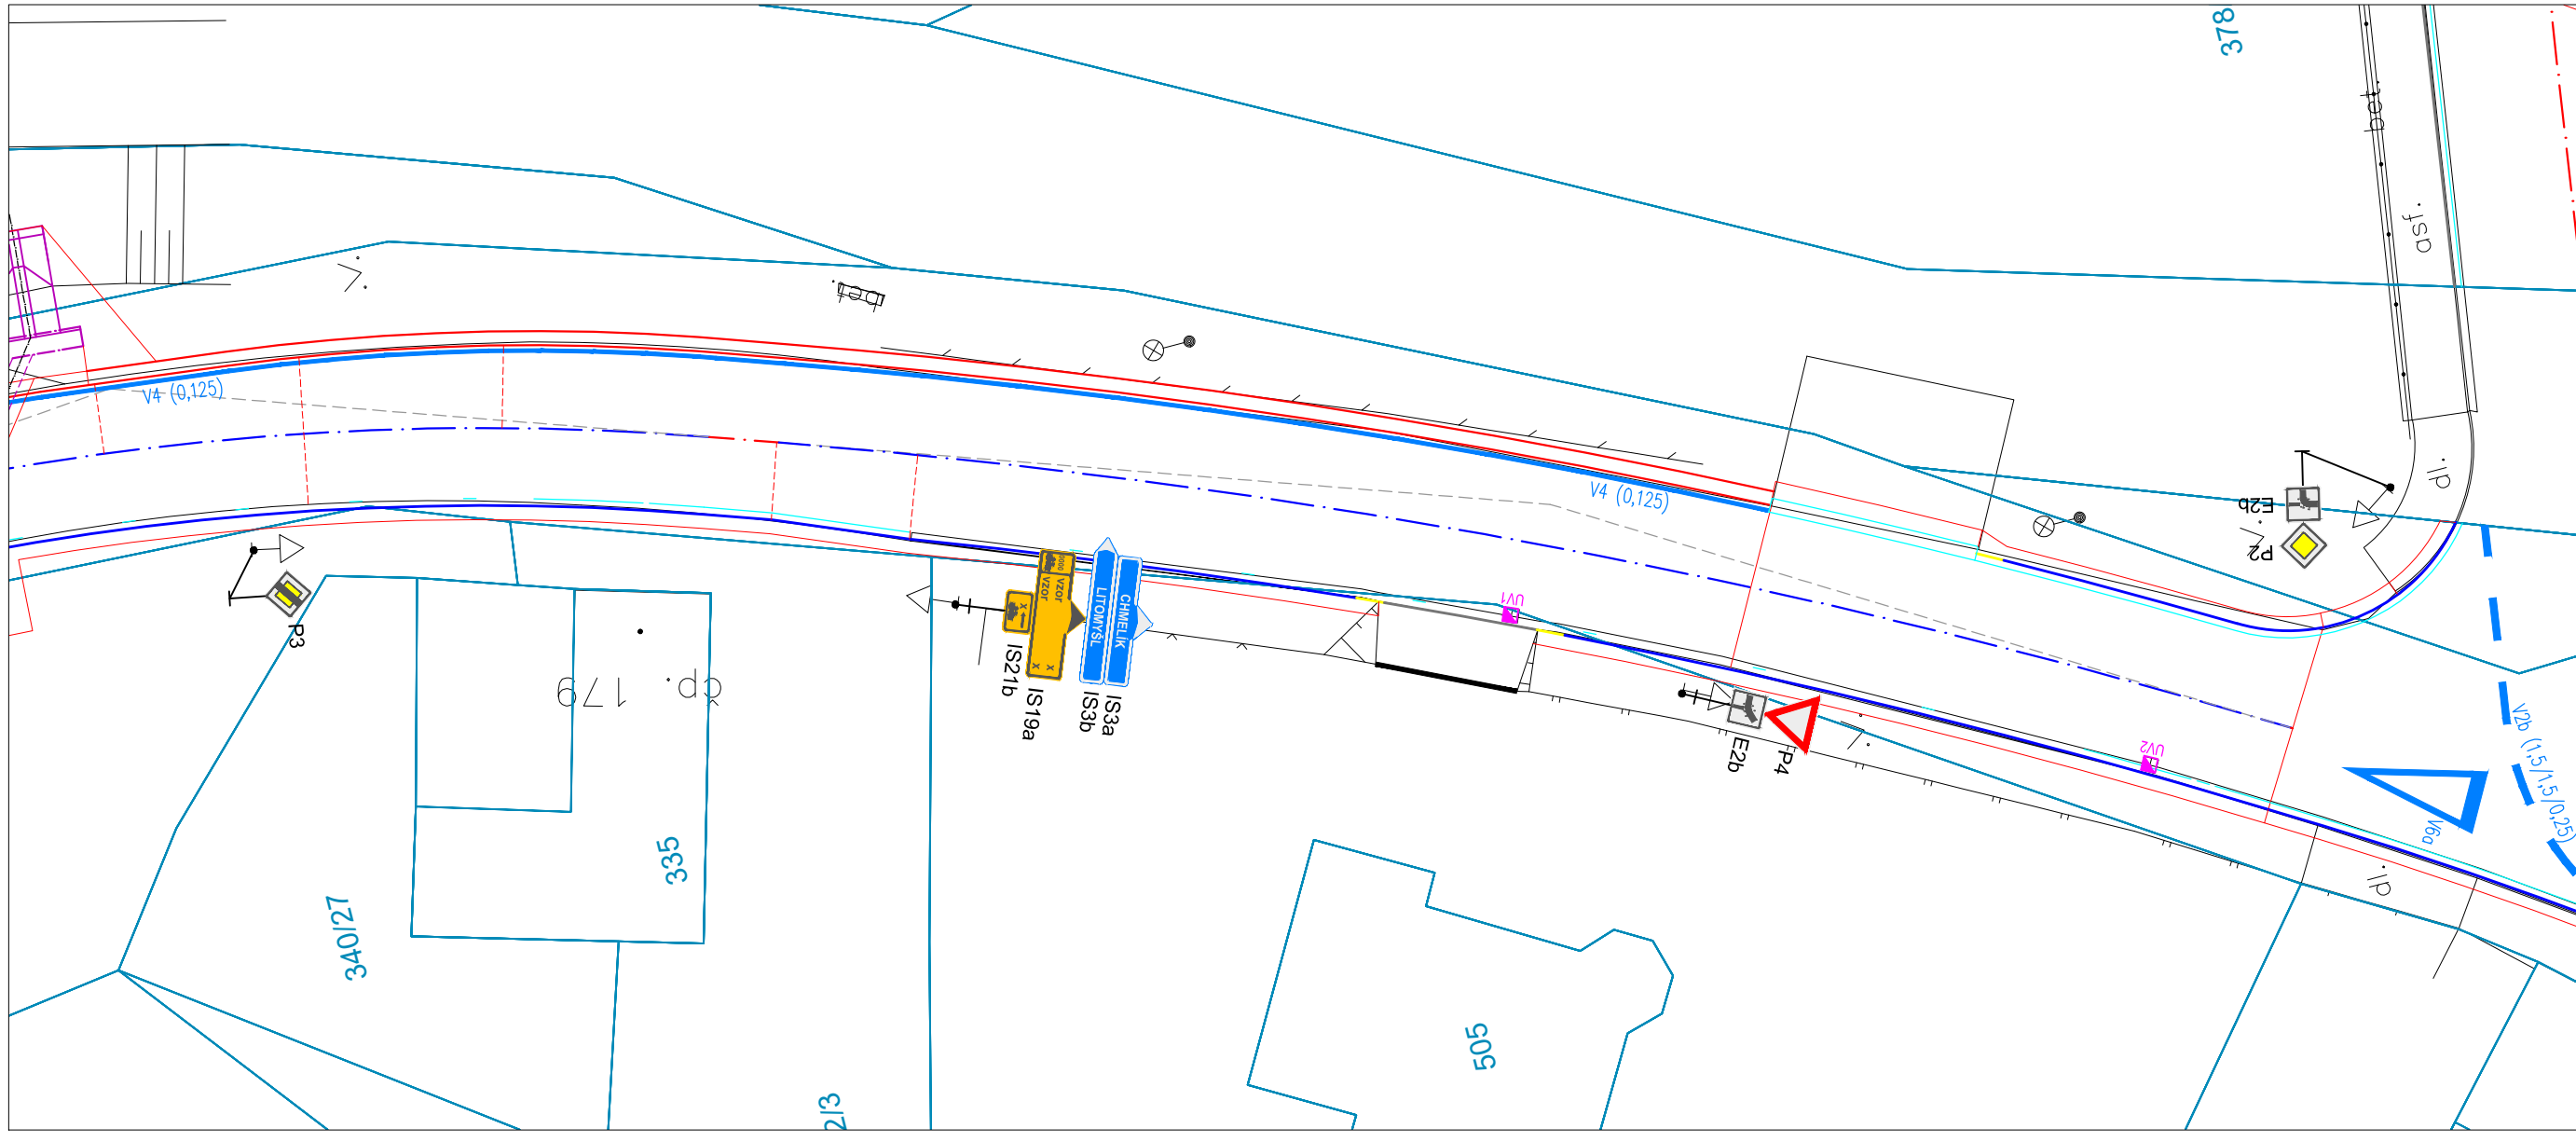 378
tep.
asf.
dl.
V4 (0,125)
V4 (0,125)
E2b
P2
UV1
VZOR
VZOR
x
x x
LITOMYŠL
CHMELÍK
P3
IS21b
IS19a
IS3b
IS3a
čp. 179
E2b
P4
UV2
V2b (1,5/1,5/0,25)
V6a
dl.
335
340/27
505
2/3